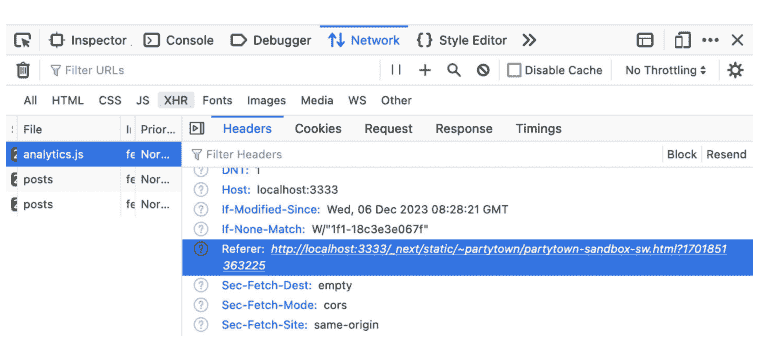 Inspector Console Debugger Network Style Editor
Filter URLs Disable Cache No Throttling
All HTML CSS JS XHR Fonts Images Media WS Other
File Prior... Headers Cookies Request Response Timings
analytics.js fe Nor... Filter Headers Block Resend
DNT: 1
posts fe Nor...
Host: localhost:3333
posts fe Nor...
If-Modified-Since: Wed, 06 Dec 2023 08:28:21 GMT
If-None-Match: W/"1f1-18c3e3e067f"
Referer: http://localhost:3333/_next/static/~partytown/partytown-sandbox-sw.html?1701851
363225
Sec-Fetch-Dest: empty
Sec-Fetch-Mode: cors
Sec-Fetch-Site: same-origin